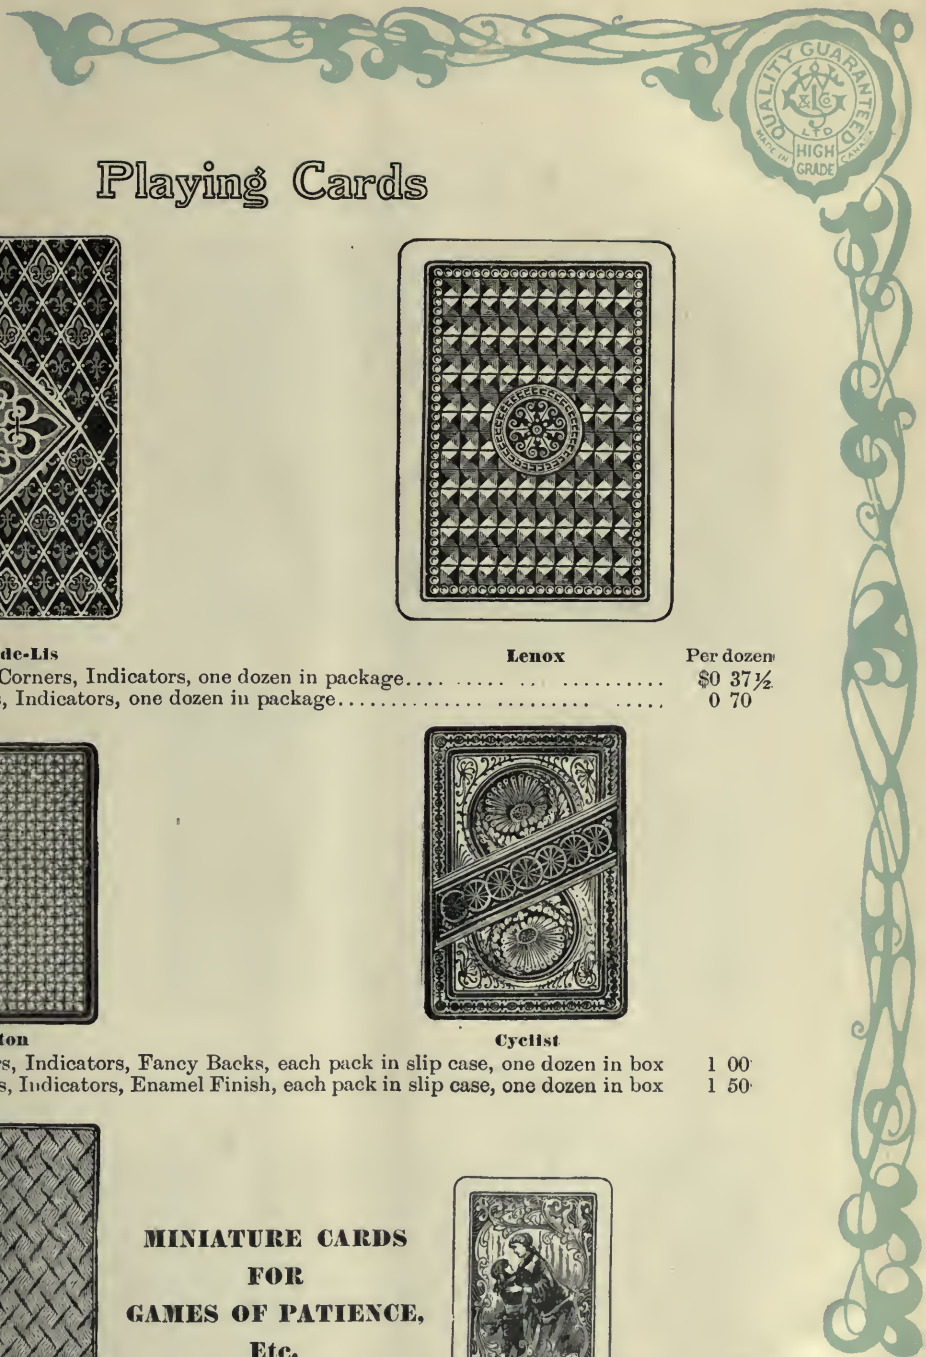 QUALITY GUARANTEED
LTD
MADE IN CANADA
HIGH
GRADE
Playing Cards
de-Lis
Lenox
Per dozen
Corners, Indicators, one dozen in package.... ..... .. . .......... $0 37½
s, Indicators, one dozen in package............. ......... ..... 0 70
ton
Cyclist
rs, Indicators, Fancy Backs, each pack in slip case, one dozen in box 1 00
s, Indicators, Enamel Finish, each pack in slip case, one dozen in box 1 50
MINIATURE CARDS
FOR
GAMES OF PATIENCE,
Etc.